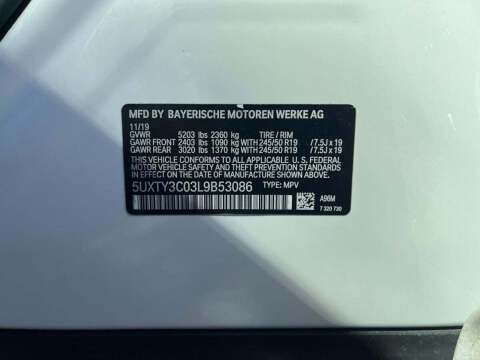 MFD BY BAYERISCHE MOTOREN WERKE AG
11/19
GVWR 5203 lbs 2360 kg TIRE / RIM
GAWR FRONT 2403 lbs 1090 kg WITH 245/50 R19 /7.5J x 19
GAWR REAR 3020 lbs 1370 kg WITH 245/50 R19 /7.5J x 19
THIS VEHICLE CONFORMS TO ALL APPLICABLE U. S. FEDERAL
MOTOR VEHICLE SAFETY AND THEFT PREVENTION STANDARDS
IN EFFECT ON THE DATE OF MANUFACTURE SHOWN ABOVE.
5UXTY3C03L9B53086 TYPE: MPV
A96M
7 320 730